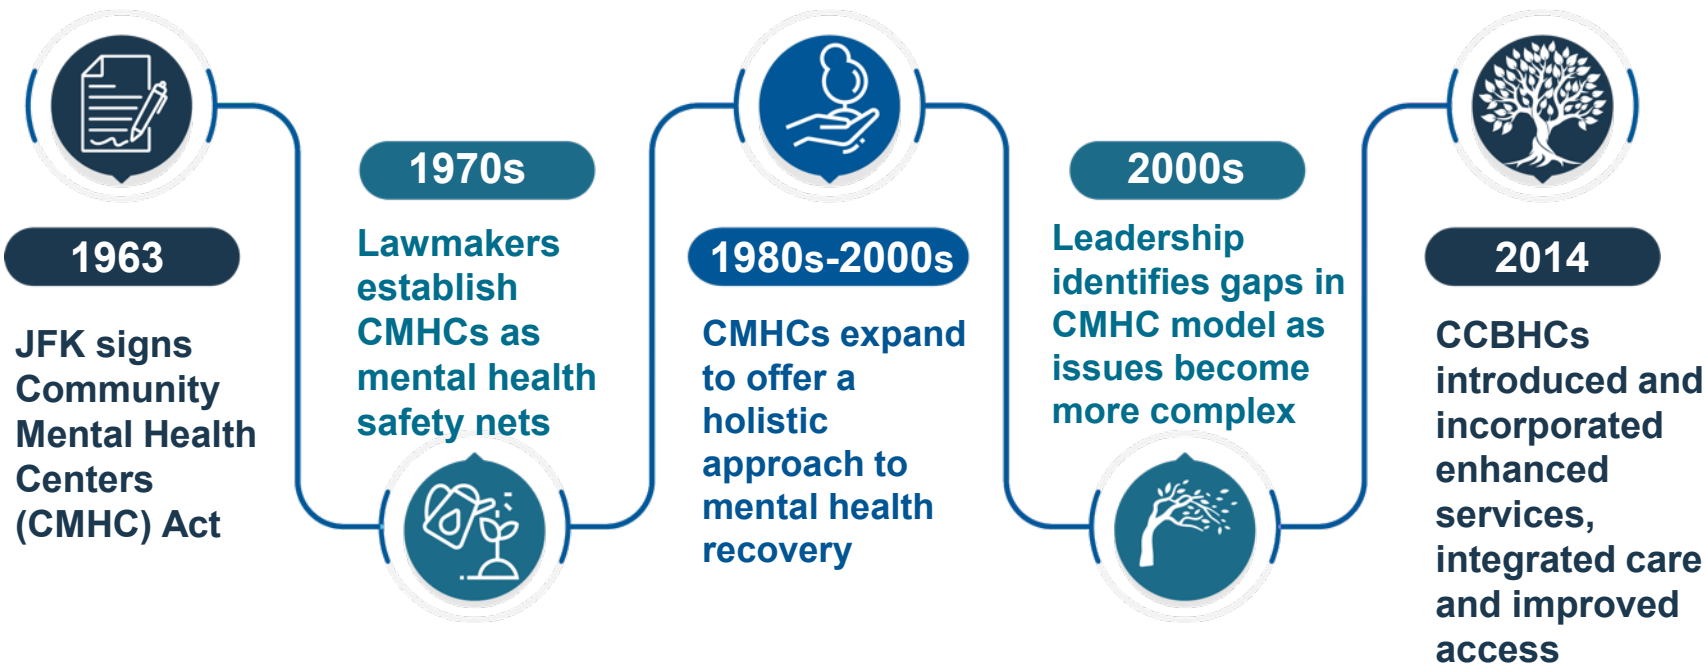 1963
JFK signs
Community
Mental Health
Centers
(CMHC) Act
1970s
Lawmakers
establish
CMHCs as
mental health
safety nets
1980s-2000s
CMHCs expand
to offer a
holistic
approach to
mental health
recovery
2000s
Leadership
identifies gaps in
CMHC model as
issues become
more complex
2014
CCBHCs
introduced and
incorporated
enhanced
services,
integrated care
and improved
access